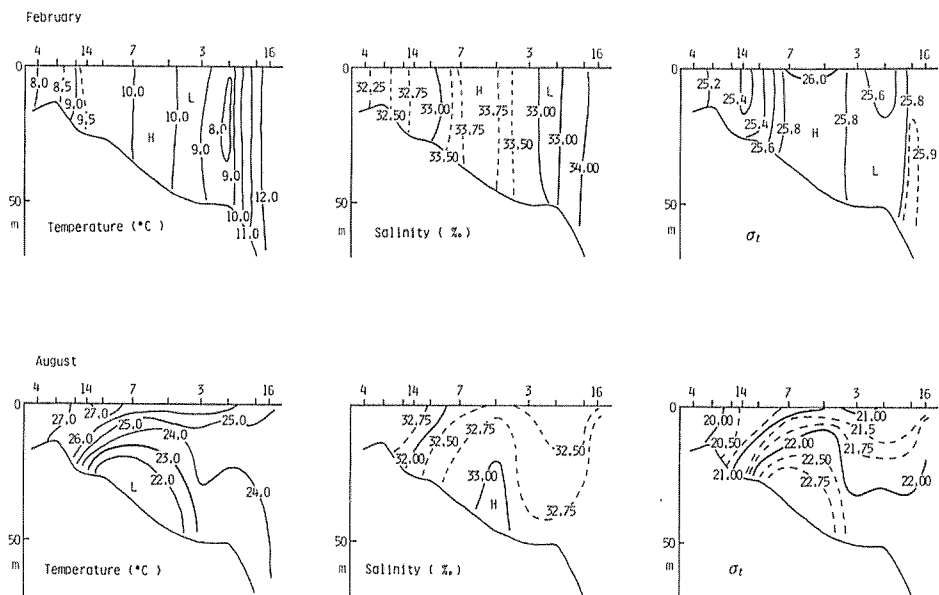 February
4 14 7 3 16
4 14 7 3 16
4 14 7 3 16
0
8.0 8.5 9.0 9.5 10.0 10.0 L H 9.0 8.0 9.0 10.0 11.0 12.0
50
m
Temperature (°C)
0
32.25 32.50 32.75 33.00 33.50 33.75 H 33.75 33.50 L 33.00 33.00 34.00
50
m
Salinity (‰)
0
25.2 25.4 25.4 25.6 25.8 26.0 H 25.8 25.6 L 25.8 25.9
50
m
σt
August
4 14 7 3 16
4 14 7 3 16
4 14 7 3 16
0
27.0 27.0 26.0 25.0 25.0 24.0 23.0 22.0 L 24.0
50
m
Temperature (°C)
0
32.75 32.00 32.50 32.75 33.00 H 32.50 32.75
50
m
Salinity (‰)
0
20.00 20.50 21.00 21.00 21.5 21.75 22.00 22.50 22.75 22.00
50
m
σt